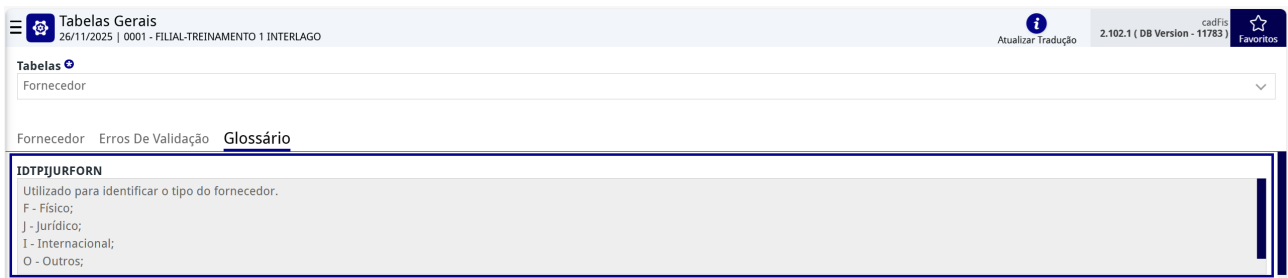 Tabelas Gerais
26/11/2025 | 0001 - FILIAL-TREINAMENTO 1 INTERLAGO
Atualizar Tradução
cadFis
2.102.1 ( DB Version - 11783 )
Favoritos
Tabelas
Fornecedor
Fornecedor Erros De Validação Glossário
IDTPIJURFORN
Utilizado para identificar o tipo do fornecedor.
F - Físico;
J - Jurídico;
I - Internacional;
O - Outros;